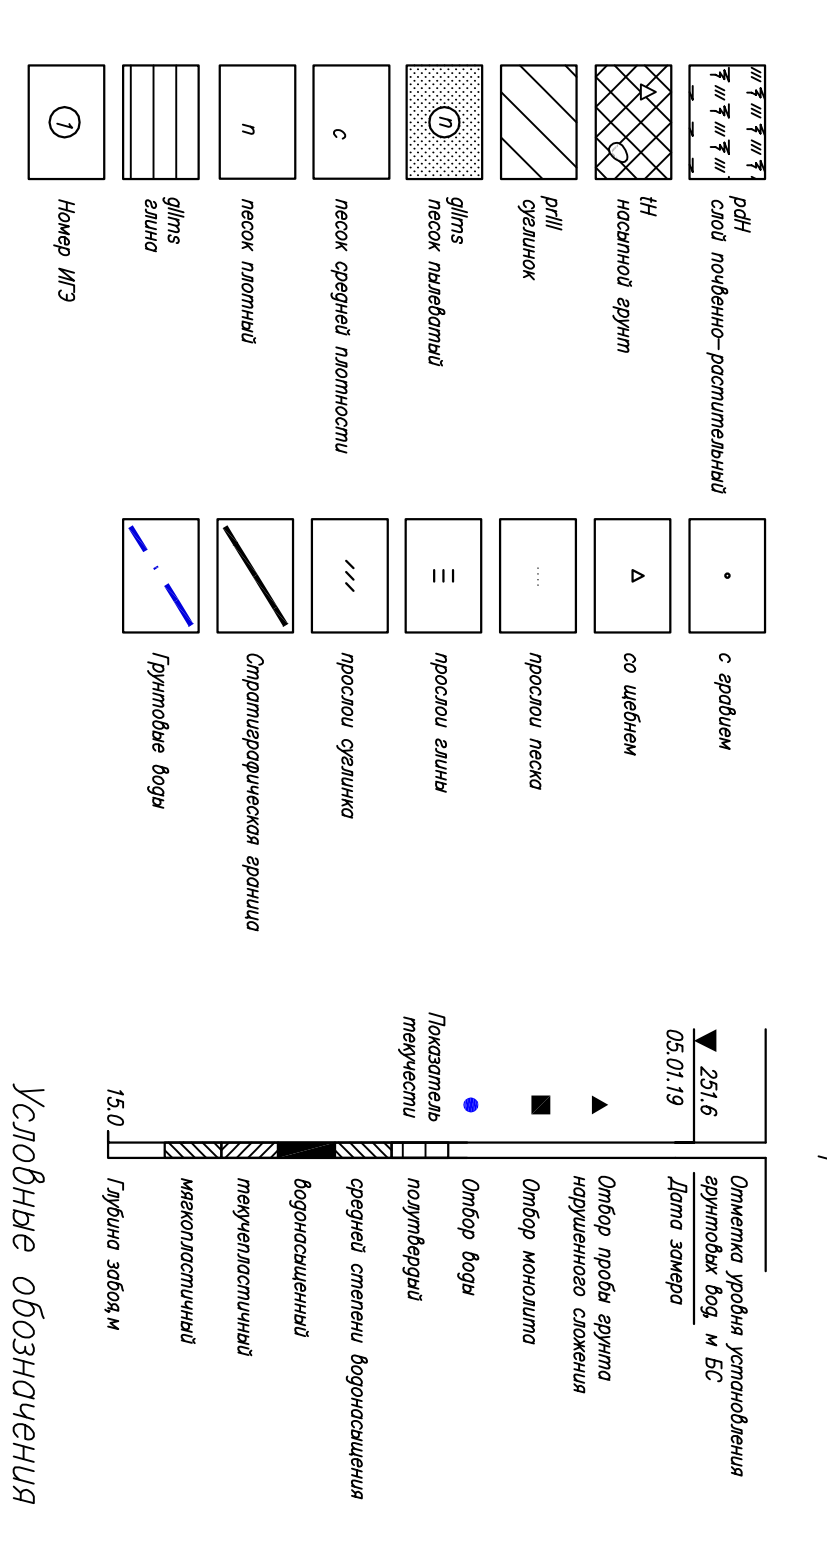 pdH
слой почвенно-растительный
tH
насыпной грунт
prIII
суглинок
n
gIIms
песок пылеватый
с
песок средней плотности
п
песок плотный
gIIms
глина
1
Номер ИГЭ
с гравием
со щебнем
прослои песка
прослои глины
прослои суглинка
Стратиграфическая граница
Грунтовые воды
251.6
05.01.19
Отметка уровня установления
грунтовых вод, м БС
Дата замера
Отбор пробы грунта
нарушенного сложения
Отбор монолита
Отбор воды
Показатель
текучести
полутвердый
средней степени водонасыщения
водонасыщенный
текучепластичный
мягкопластичный
15.0
Глубина забоя,м
Условные обозначения